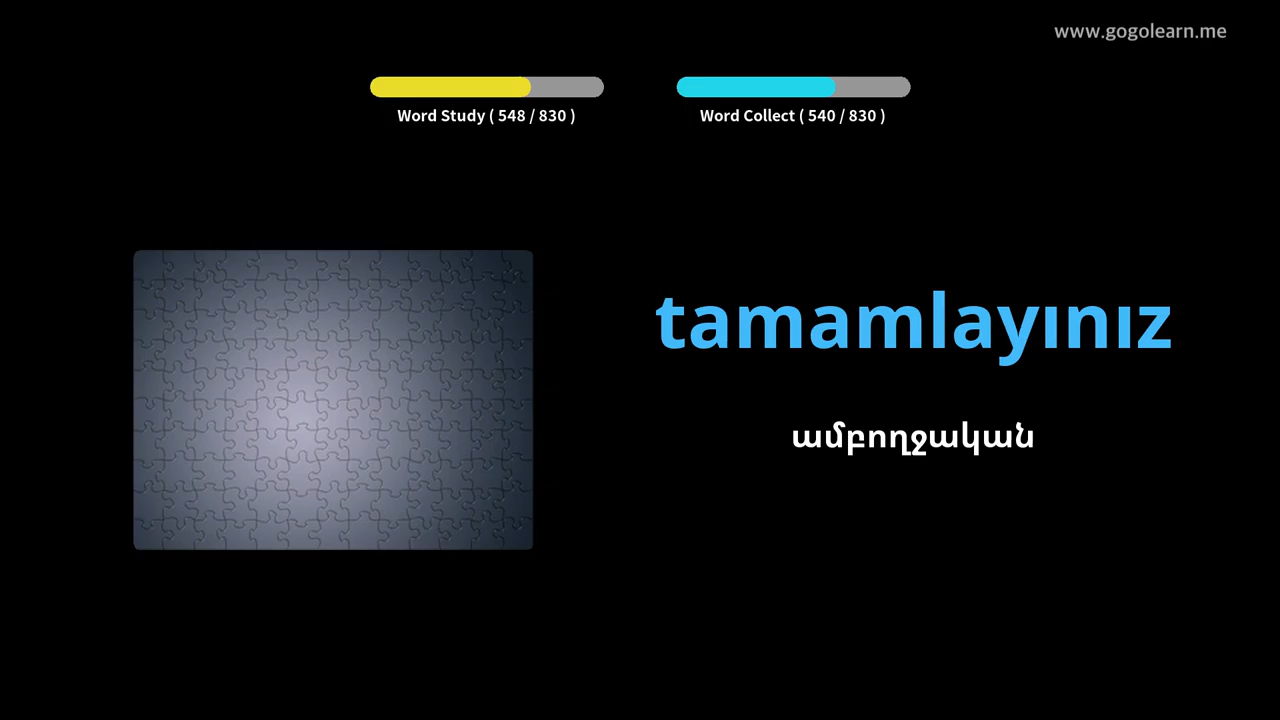 www.gogolearn.me
Word Study ( 548 / 830 )
Word Collect ( 540 / 830 )
tamamlayınız
ամբողջական